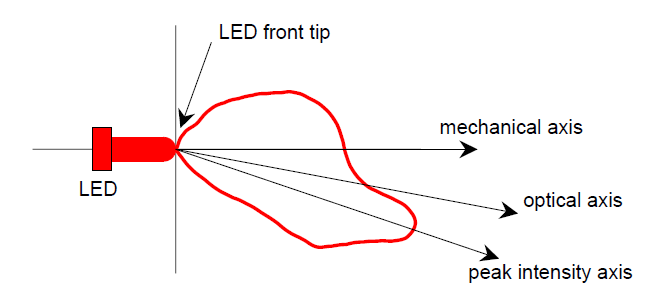 LED front tip
mechanical axis
LED
optical axis
peak intensity axis